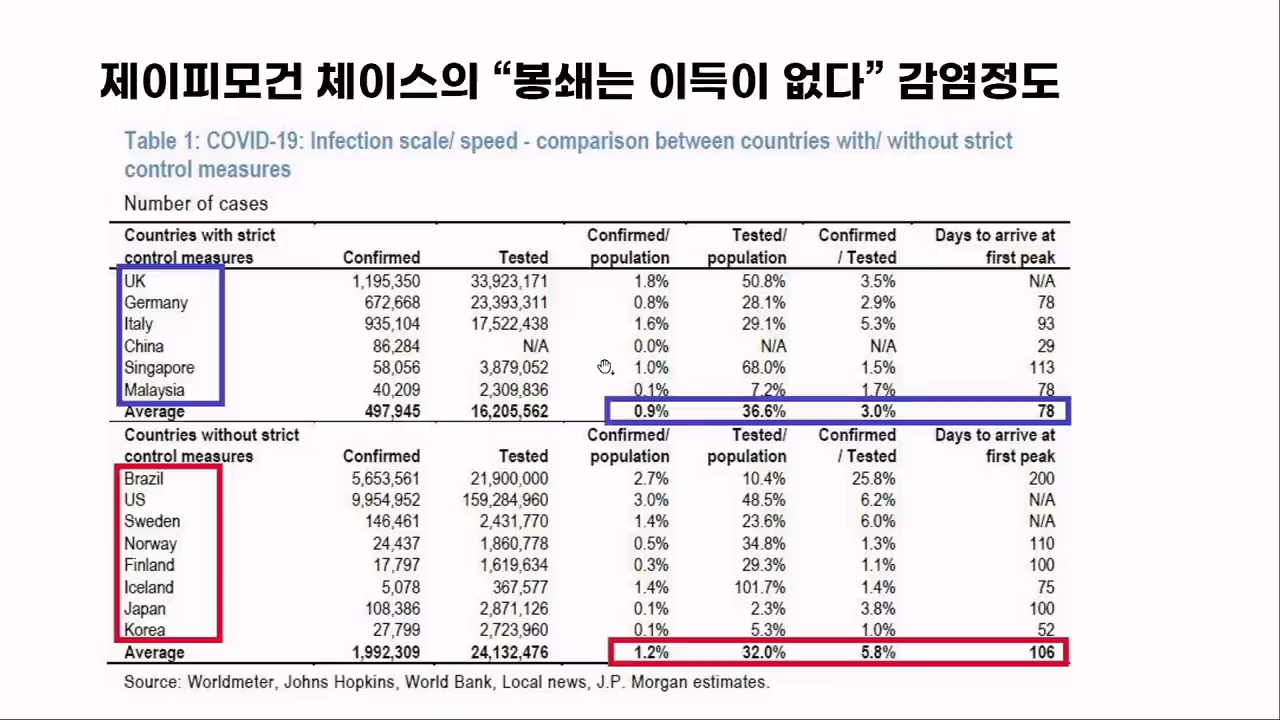 제이피모건 체이스의 “봉쇄는 이득이 없다” 감염정도
Table 1: COVID-19: Infection scale/ speed - comparison between countries with/ without strict
control measures
Number of cases
Countries with strict Confirmed/ Tested/ Confirmed Days to arrive at
control measures Confirmed Tested population population / Tested first peak
UK 1,195,350 33,923,171 1.8% 50.8% 3.5% N/A
Germany 672,668 23,393,311 0.8% 28.1% 2.9% 78
Italy 935,104 17,522,438 1.6% 29.1% 5.3% 93
China 86,284 N/A 0.0% N/A N/A 29
Singapore 58,056 3,879,052 1.0% 68.0% 1.5% 113
Malaysia 40,209 2,309,836 0.1% 7.2% 1.7% 78
Average 497,945 16,205,562 0.9% 36.6% 3.0% 78
Countries without strict Confirmed/ Tested/ Confirmed Days to arrive at
control measures Confirmed Tested population population / Tested first peak
Brazil 5,653,561 21,900,000 2.7% 10.4% 25.8% 200
US 9,954,952 159,284,960 3.0% 48.5% 6.2% N/A
Sweden 146,461 2,431,770 1.4% 23.6% 6.0% N/A
Norway 24,437 1,860,778 0.5% 34.8% 1.3% 110
Finland 17,797 1,619,634 0.3% 29.3% 1.1% 100
Iceland 5,078 367,577 1.4% 101.7% 1.4% 75
Japan 108,386 2,871,126 0.1% 2.3% 3.8% 100
Korea 27,799 2,723,960 0.1% 5.3% 1.0% 52
Average 1,992,309 24,132,476 1.2% 32.0% 5.8% 106
Source: Worldmeter, Johns Hopkins, World Bank, Local news, J.P. Morgan estimates.